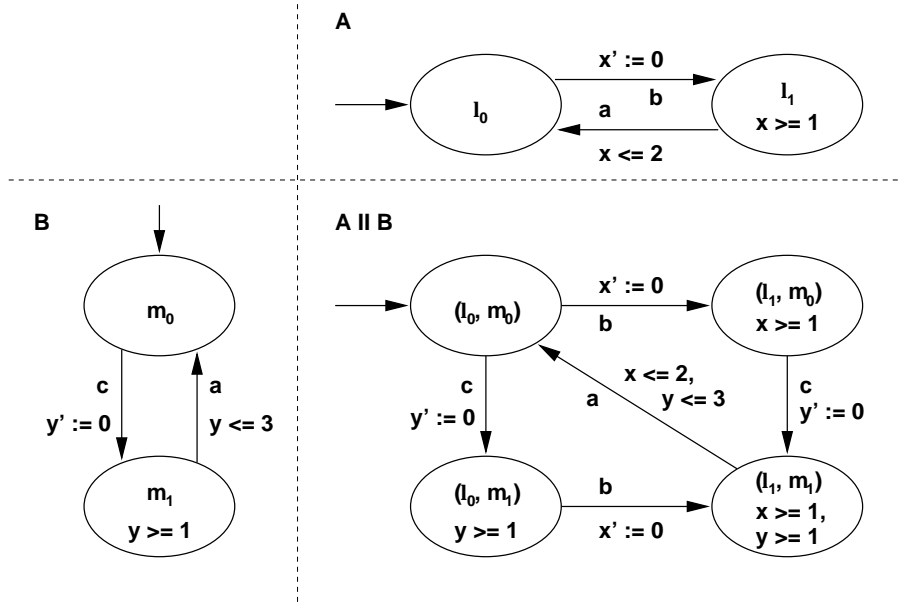 A
x' := 0
b
l₀
l₁
x >= 1
a
x <= 2
B
m₀
c
y' := 0
a
y <= 3
m₁
y >= 1
A II B
(l₀, m₀)
x' := 0
b
(l₁, m₀)
x >= 1
c
y' := 0
x <= 2,
y <= 3
a
c
y' := 0
(l₀, m₁)
y >= 1
b
x' := 0
(l₁, m₁)
x >= 1,
y >= 1